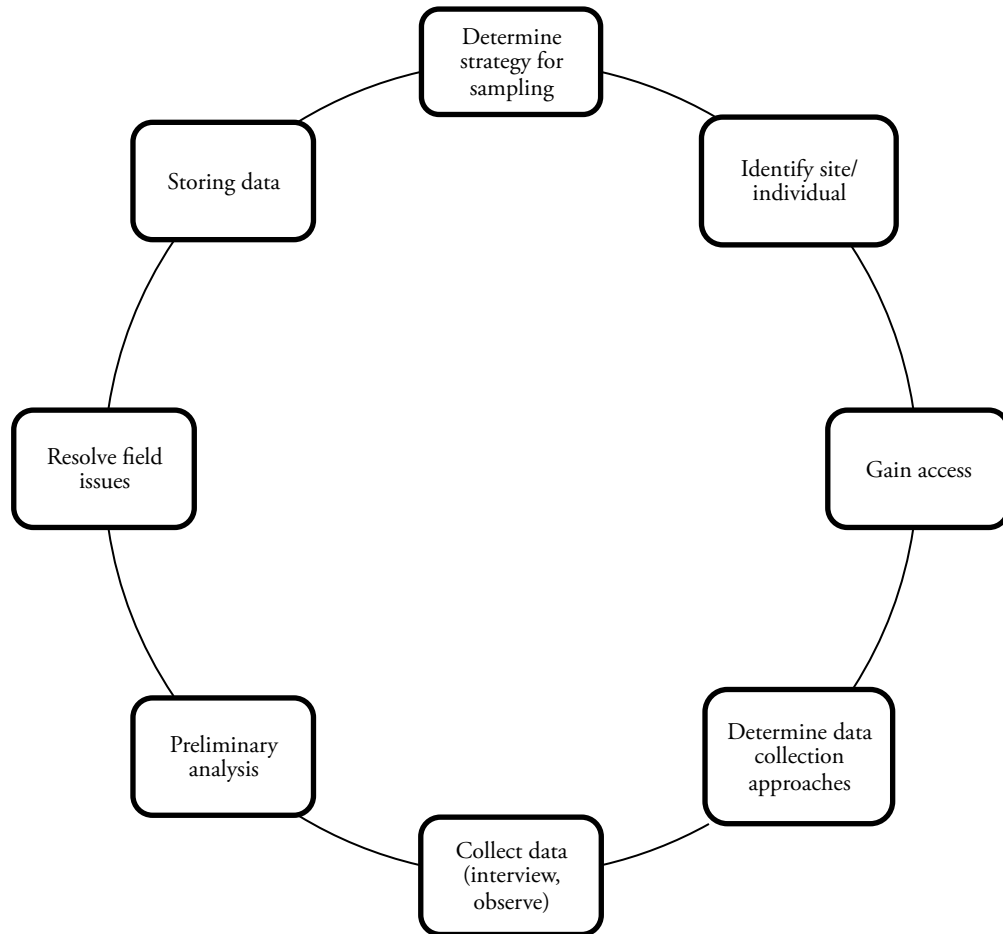 Determine
strategy for
sampling
Identify site/
individual
Gain access
Determine data
collection
approaches
Collect data
(interview,
observe)
Preliminary
analysis
Resolve field
issues
Storing data